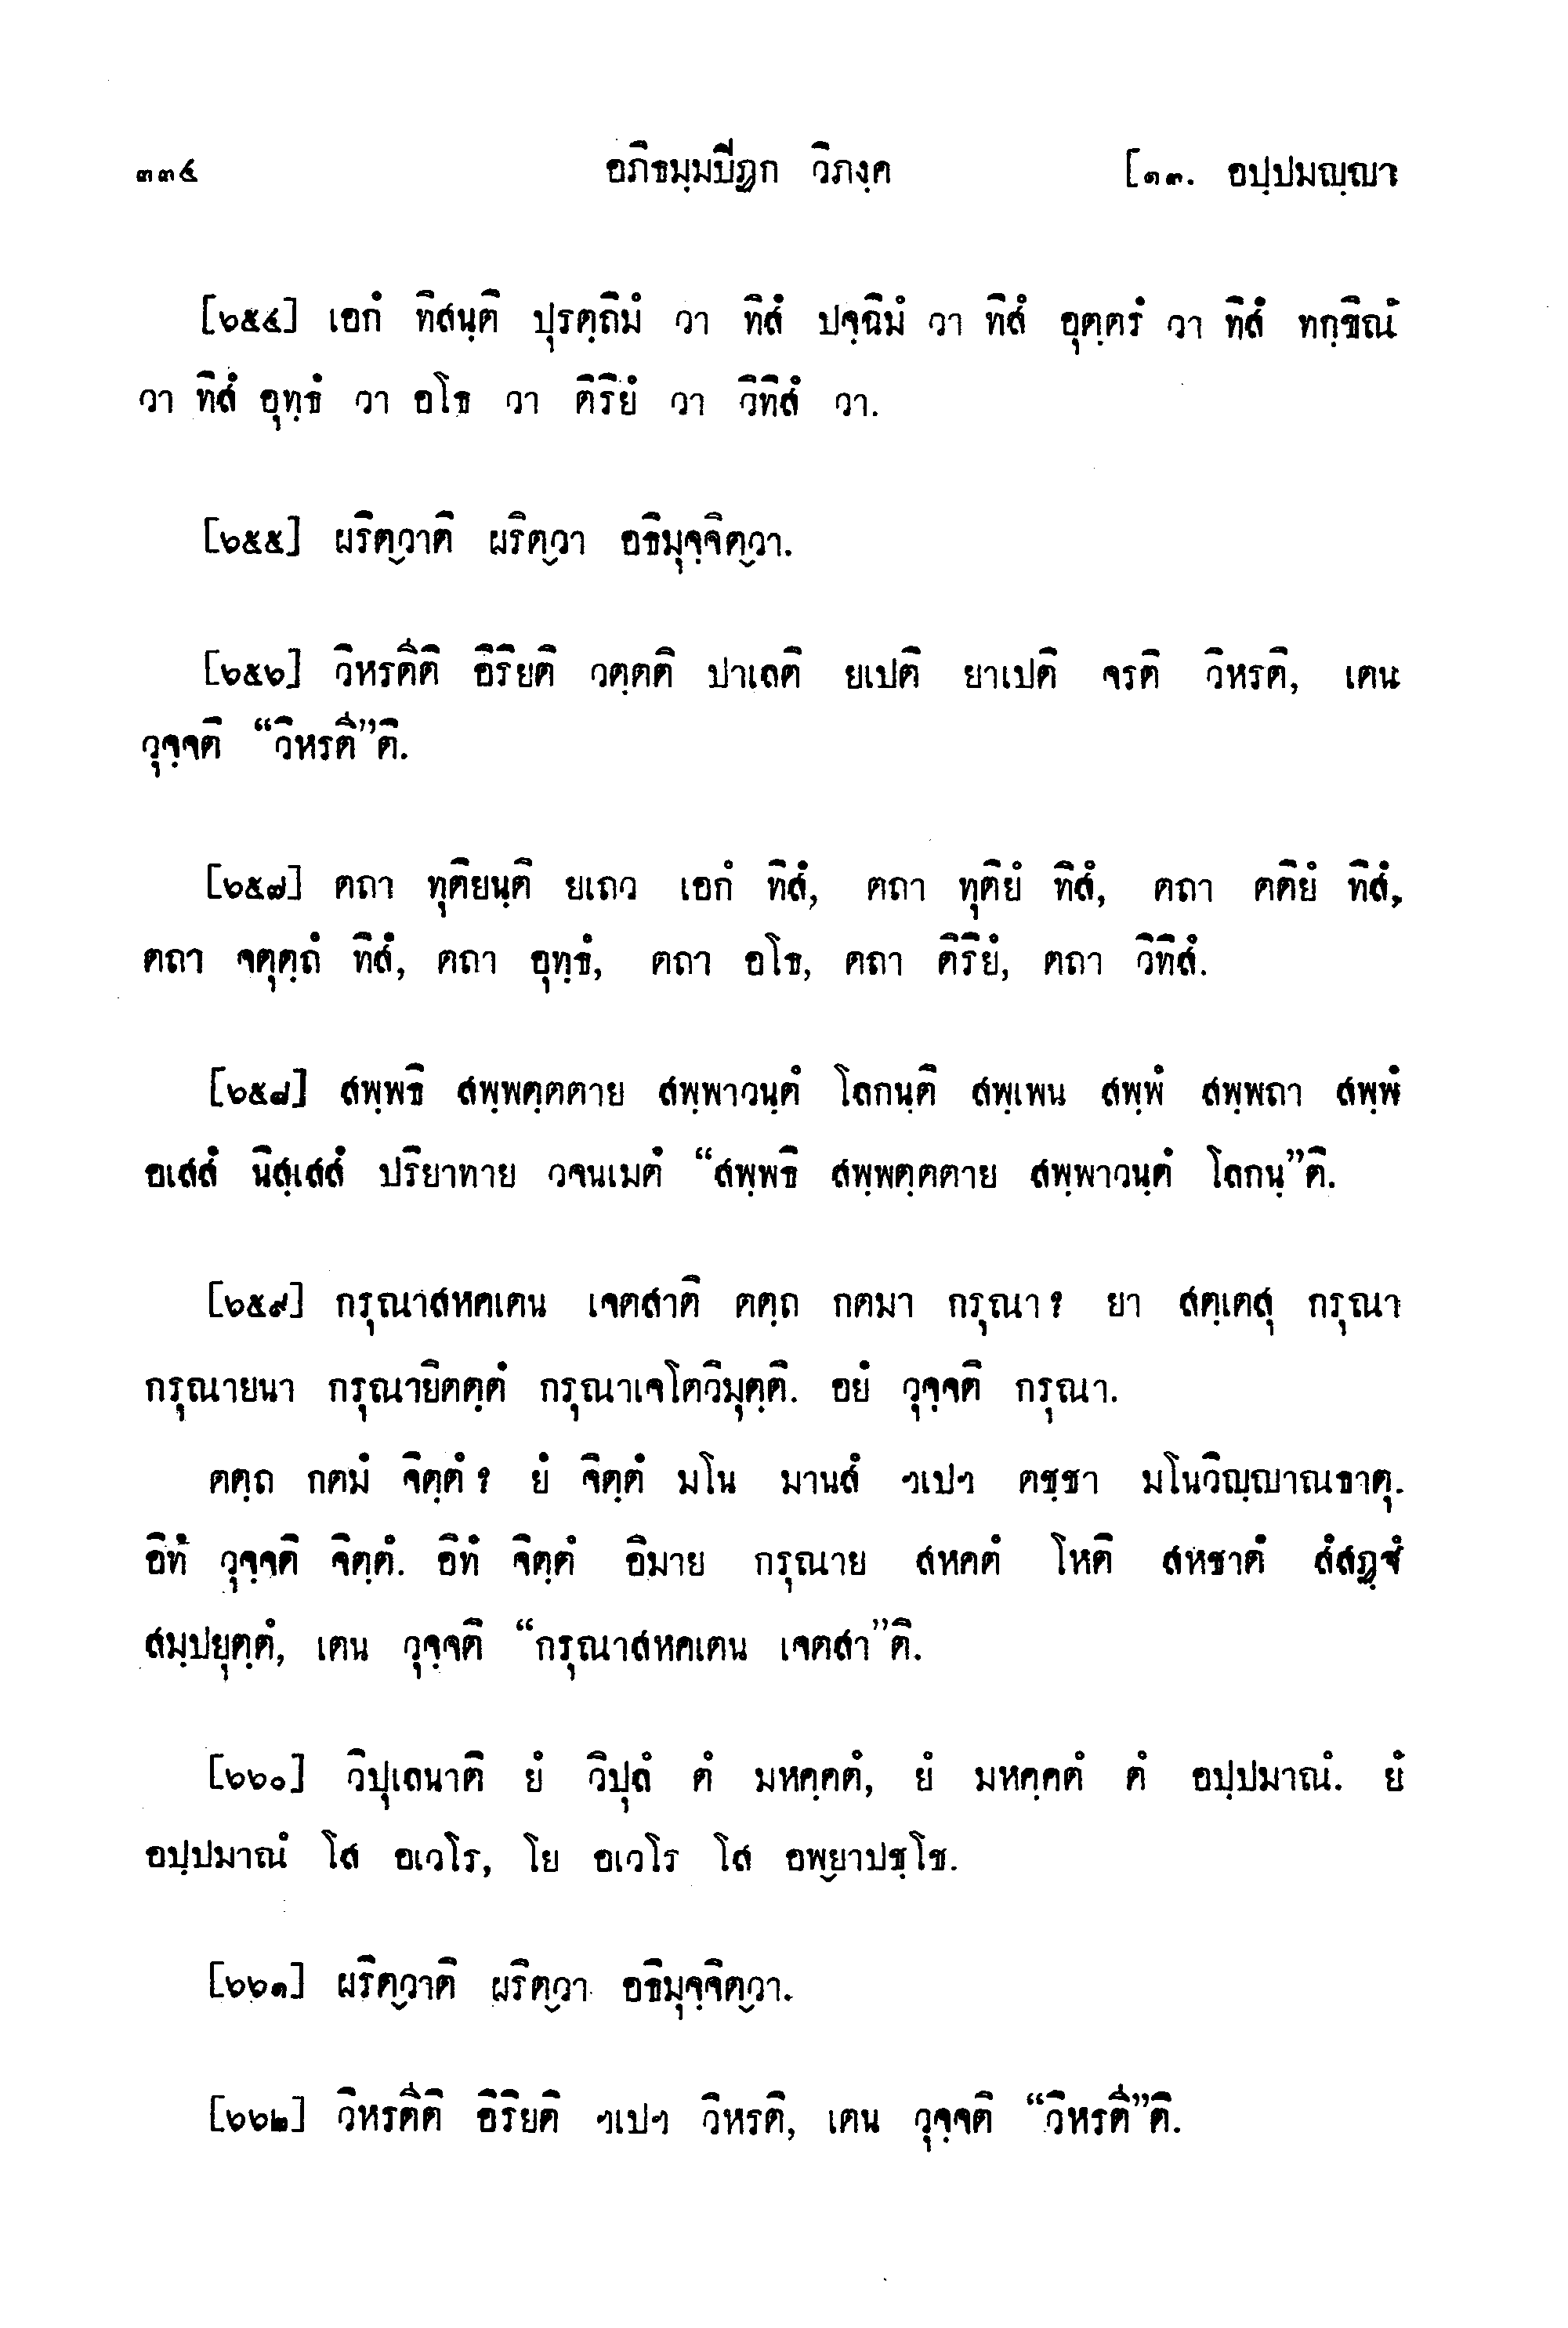 ๓๓๔ อภิธมฺมปีฏก วิภงฺค [๑๓. อปฺปมญฺญา
[๖๕๔] เอกํ ทิสนฺติ ปุรตฺถิมํ วา ทิสํ ปจฺฉิมํ วา ทิสํ อุตฺตรํ วา ทิสํ ทกฺขิณํ
วา ทิสํ อุทฺธํ วา อโธ วา ติริยํ วา วิทิสํ วา.
[๖๕๕] ผริตฺวาติ ผริตฺวา อธิมุจฺจิตฺวา.
[๖๕๖] วิหรตีติ อิริยติ วตฺตติ ปาเลติ ยเปติ ยาเปติ จรติ วิหรติ, เตน
วุจฺจติ “วิหรตี”ติ.
[๖๕๗] ตถา ทุติยนฺติ ยเถว เอกํ ทิสํ, ตถา ทุติยํ ทิสํ, ตถา ตติยํ ทิสํ,
ตถา จตุตฺถํ ทิสํ, ตถา อุทฺธํ, ตถา อโธ, ตถา ติริยํ, ตถา วิทิสํ.
[๖๕๘] สพฺพธิ สพฺพตฺตตาย สพฺพาวนฺตํ โลกนฺติ สพฺเพน สพฺพํ สพฺพถา สพฺพํ
อเสสํ นิสฺเสสํ ปริยาทาย วจนเมตํ “สพฺพธิ สพฺพตฺตตาย สพฺพาวนฺตํ โลกนฺ”ติ.
[๖๕๙] กรุณาสหคเตน เจตสาติ ตตฺถ กตมา กรุณา? ยา สตฺเตสุ กรุณา
กรุณายนา กรุณายิตตฺตํ กรุณาเจโตวิมุตฺติ. อยํ วุจฺจติ กรุณา.
ตตฺถ กตมํ จิตฺตํ? ยํ จิตฺตํ มโน มานสํ ฯเปฯ ตชฺชา มโนวิญฺญาณธาตุ.
อิทํ วุจฺจติ จิตฺตํ. อิทํ จิตฺตํ อิมาย กรุณาย สหคตํ โหติ สหชาตํ สํสฏฺฐํ
สมฺปยุตฺตํ, เตน วุจฺจติ “กรุณาสหคเตน เจตสา”ติ.
[๖๖๐] วิปุเลนาติ ยํ วิปุลํ ตํ มหคฺคตํ, ยํ มหคฺคตํ ตํ อปฺปมาณํ. ยํ
อปฺปมาณํ โส อเวโร, โย อเวโร โส อพฺยาปชฺโช.
[๖๖๑] ผริตฺวาติ ผริตฺวา อธิมุจฺจิตฺวา.
[๖๖๒] วิหรตีติ อิริยติ ฯเปฯ วิหรติ, เตน วุจฺจติ “วิหรตี”ติ.